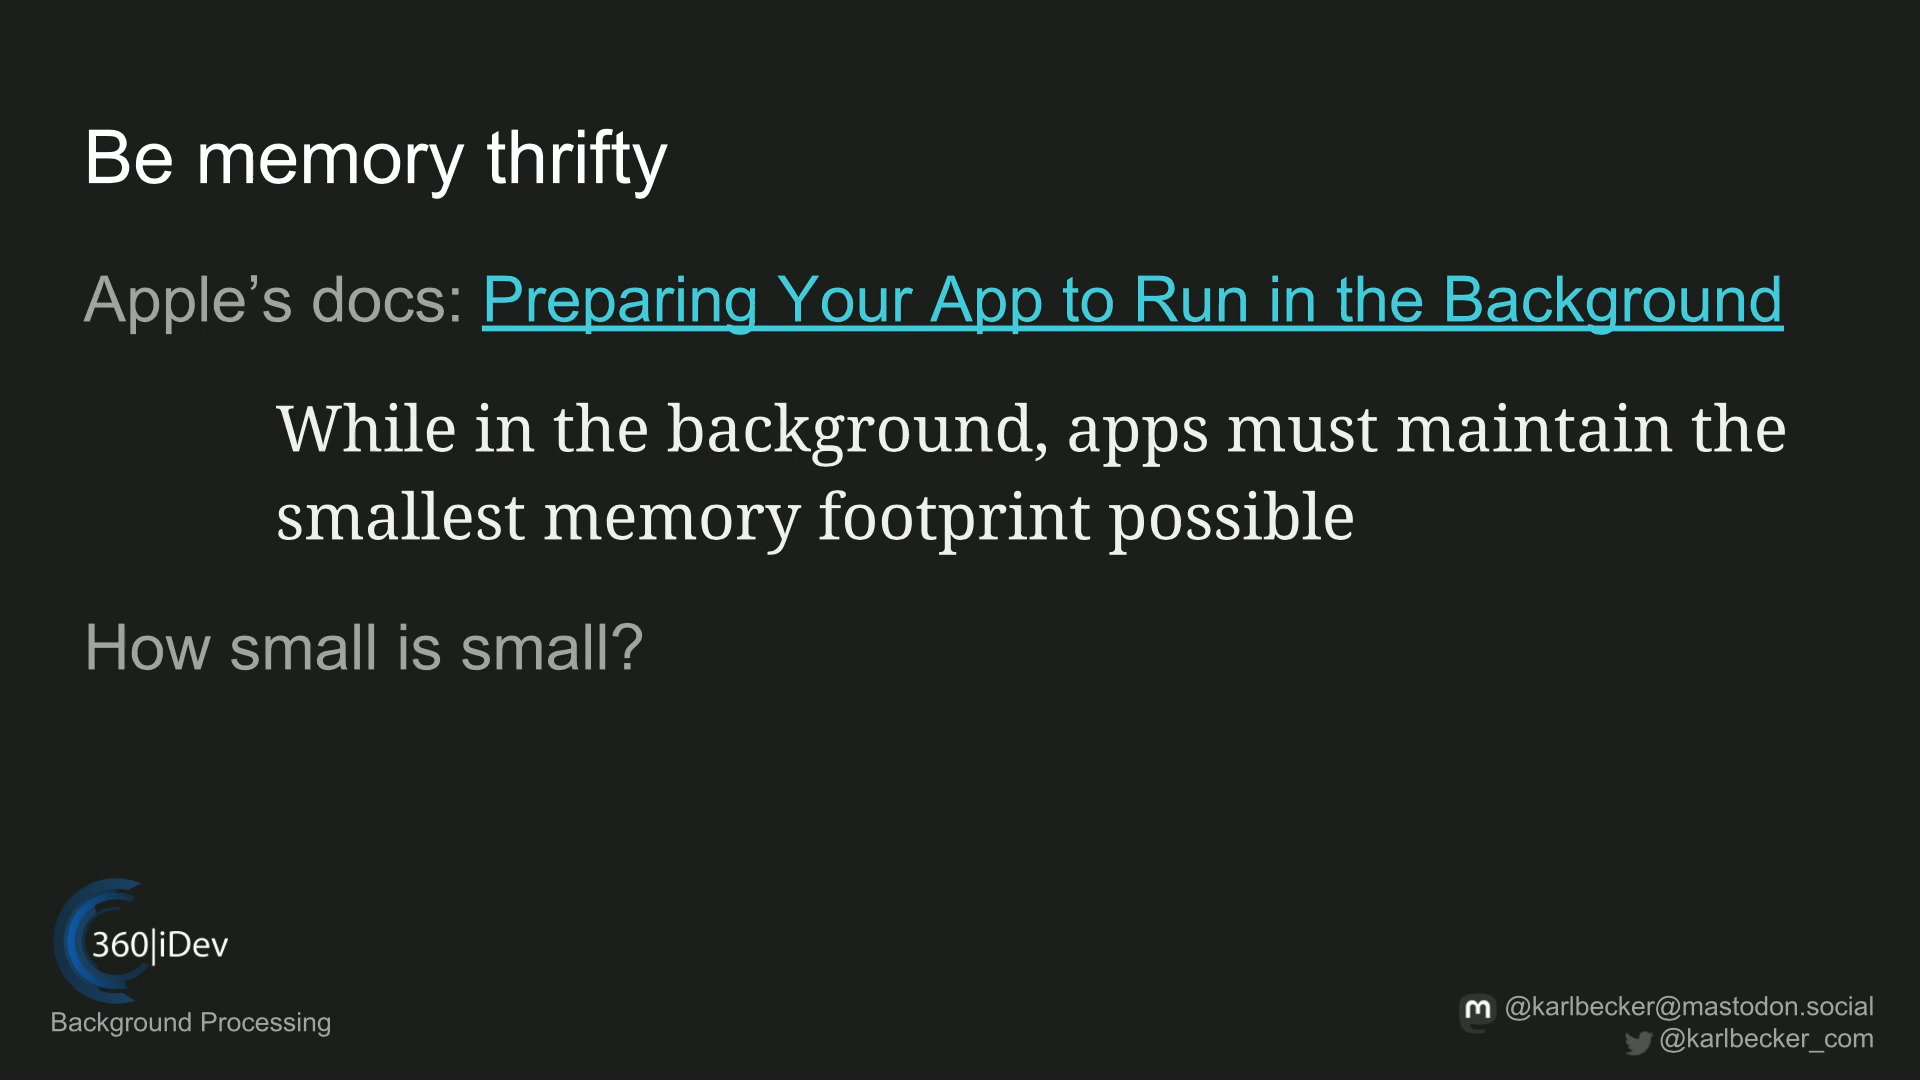 Be memory thrifty
Apple’s docs: Preparing Your App to Run in the Background
While in the background, apps must maintain the
smallest memory footprint possible
How small is small?
360|iDev
Background Processing
@karlbecker@mastodon.social
@karlbecker_com